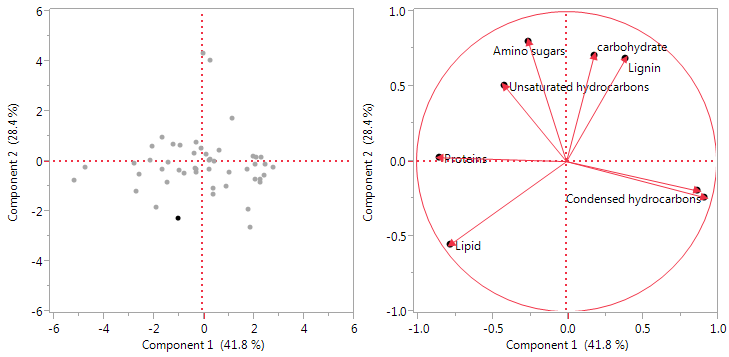 6
4
2
0
-2
-4
-6
-6 -4 -2 0 2 4 6
Component 2 (28.4 %)
Component 1 (41.8 %)
1.0
0.5
0.0
-0.5
-1.0
-1.0 -0.5 0.0 0.5 1.0
Component 2 (28.4 %)
Component 1 (41.8 %)
Amino sugars
carbohydrate
Lignin
Unsaturated hydrocarbons
Proteins
Condensed hydrocarbons
Lipid